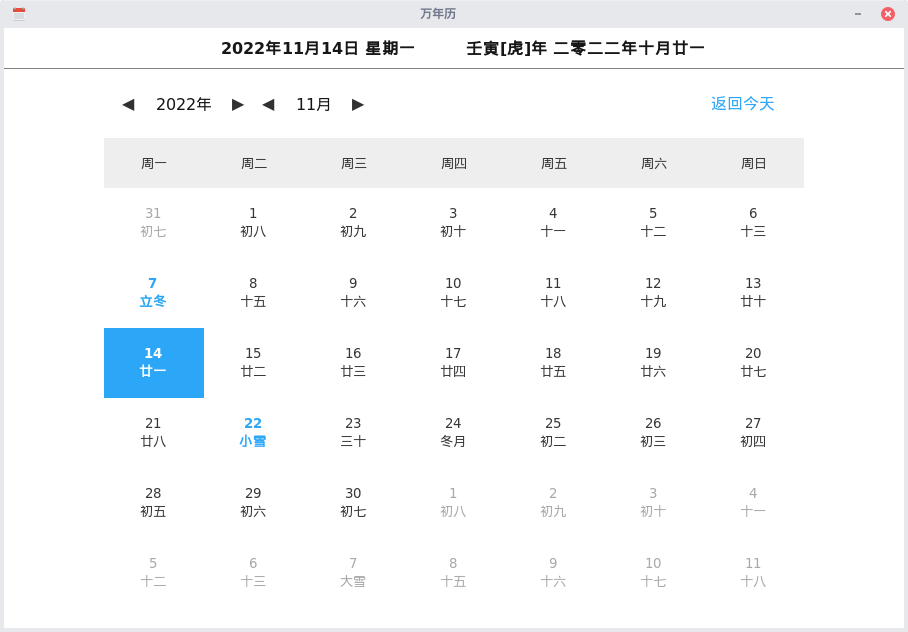 万年历
2022年11月14日 星期一 壬寅[虎]年 二零二二年十月廿一
◀ 2022年 ▶ ◀ 11月 ▶ 返回今天
周一 周二 周三 周四 周五 周六 周日
31 1 2 3 4 5 6
初七 初八 初九 初十 十一 十二 十三
7 8 9 10 11 12 13
立冬 十五 十六 十七 十八 十九 廿十
14 15 16 17 18 19 20
廿一 廿二 廿三 廿四 廿五 廿六 廿七
21 22 23 24 25 26 27
廿八 小雪 三十 冬月 初二 初三 初四
28 29 30 1 2 3 4
初五 初六 初七 初八 初九 初十 十一
5 6 7 8 9 10 11
十二 十三 大雪 十五 十六 十七 十八